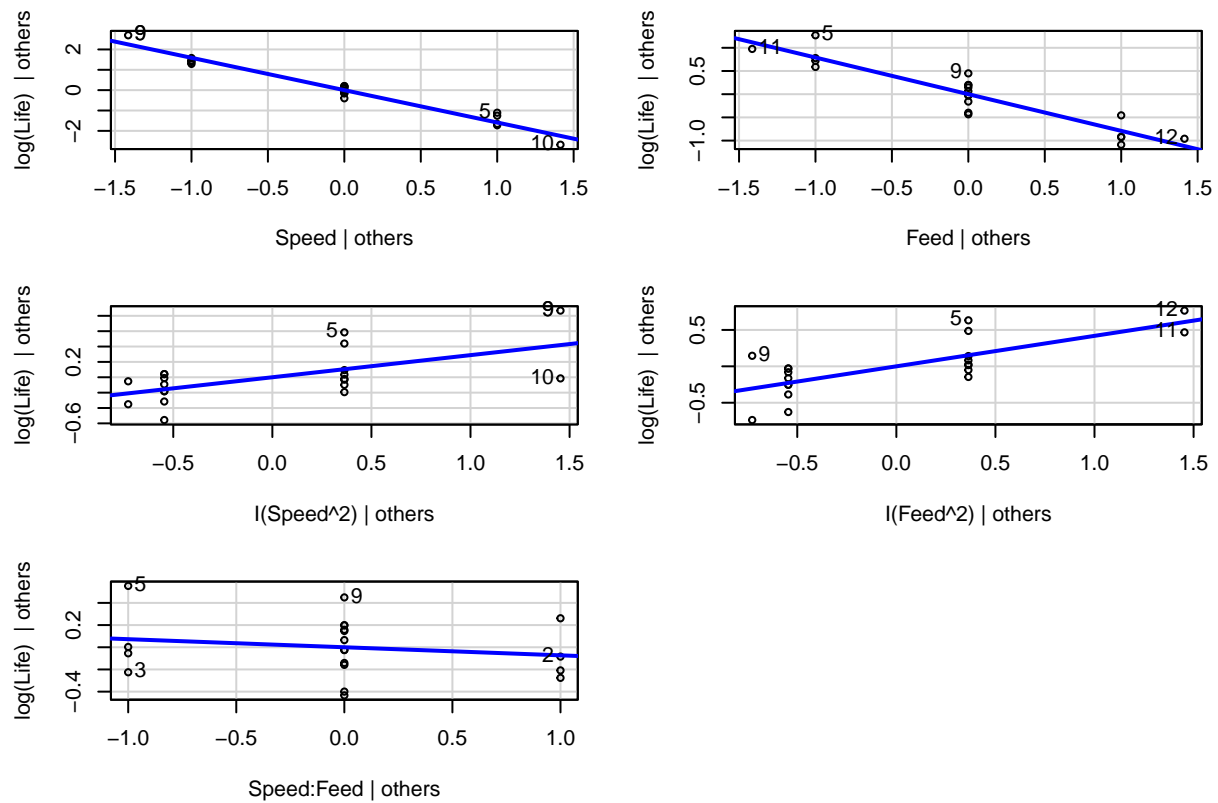 log(Life) | others
2
0
−2
9
5
10
−1.5 −1.0 −0.5 0.0 0.5 1.0 1.5
Speed | others
log(Life) | others
0.5
−1.0
11
5
9
12
−1.5 −1.0 −0.5 0.0 0.5 1.0 1.5
Feed | others
log(Life) | others
0.2
−0.6
5
9
10
−0.5 0.0 0.5 1.0 1.5
I(Speed^2) | others
log(Life) | others
0.5
−0.5
9
5
12
11
−0.5 0.0 0.5 1.0 1.5
I(Feed^2) | others
log(Life) | others
0.2
−0.4
5
3
9
2
−1.0 −0.5 0.0 0.5 1.0
Speed:Feed | others